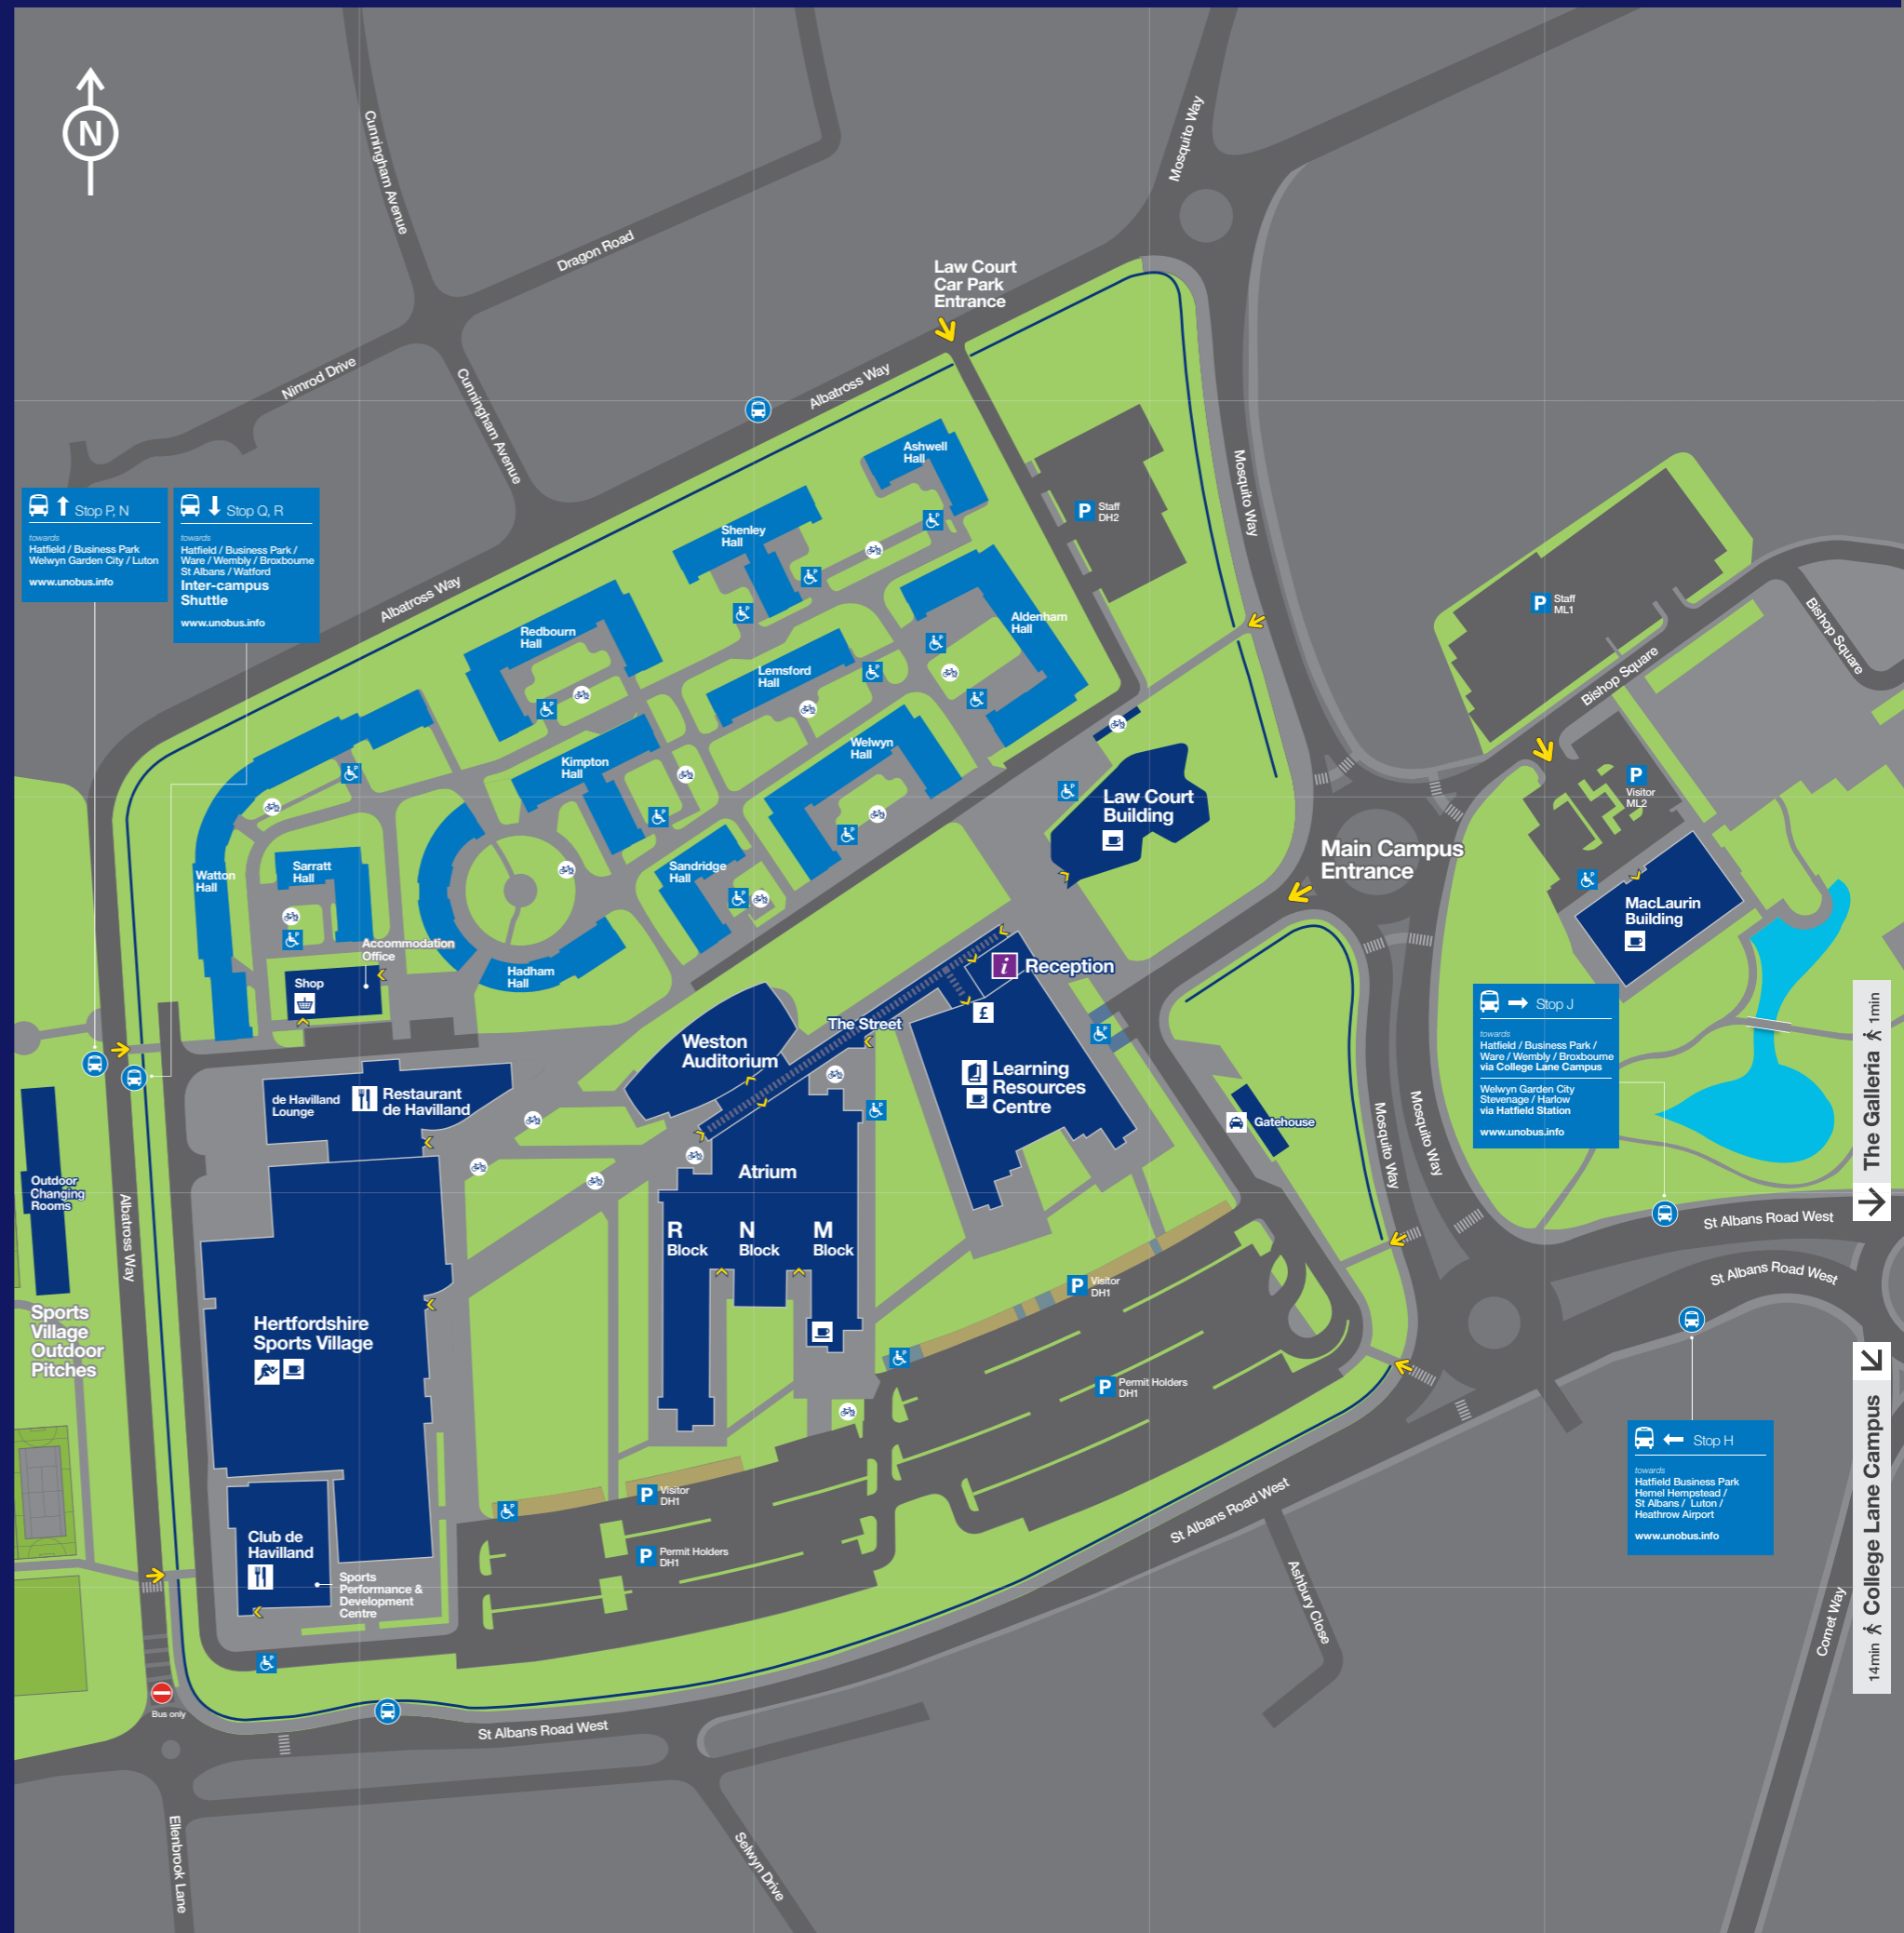 N
Cunningham Avenue
Mosquito Way
Dragon Road
Law Court
Car Park
Entrance
Nimrod Drive
Cunningham Avenue
Albatross Way
Mosquito Way
Ashwell
Hall
Stop P, N
towards
Hatfield / Business Park
Welwyn Garden City / Luton
www.unobus.info
Stop Q, R
towards
Hatfield / Business Park /
Ware / Wembly / Broxbourne
St Albans / Watford
Inter-campus
Shuttle
www.unobus.info
P
Staff
DH2
Shenley
Hall
Albatross Way
Redbourn
Hall
Aldenham
Hall
P
Staff
ML1
Bishop Square
Bishop Square
Lemsford
Hall
Kimpton
Hall
Welwyn
Hall
P
Visitor
ML2
Law Court
Building
Main Campus
Entrance
Watton
Hall
Sarratt
Hall
Sandridge
Hall
MacLaurin
Building
Accommodation
Office
Shop
Hadham
Hall
i
Reception
£
The Street
Weston
Auditorium
Learning
Resources
Centre
Stop J
towards
Hatfield / Business Park /
Ware / Wembly / Broxbourne
via College Lane Campus
Welwyn Garden City
Stevenage / Harlow
via Hatfield Station
www.unobus.info
The Galleria 1min
de Havilland
Lounge
Restaurant
de Havilland
Gatehouse
Mosquito Way
Mosquito Way
Atrium
Outdoor
Changing
Rooms
Albatross Way
R
Block
N
Block
M
Block
St Albans Road West
St Albans Road West
P
Visitor
DH1
Sports
Village
Outdoor
Pitches
Hertfordshire
Sports Village
P
Permit Holders
DH1
Stop H
towards
Hatfield Business Park
Hemel Hempstead /
St Albans / Luton /
Heathrow Airport
www.unobus.info
14min College Lane Campus
P
Visitor
DH1
St Albans Road West
Club de
Havilland
P
Permit Holders
DH1
Sports
Performance &
Development
Centre
Ashbury Close
Comet Way
Bus only
St Albans Road West
Ellenbrook Lane
Selwyn Drive